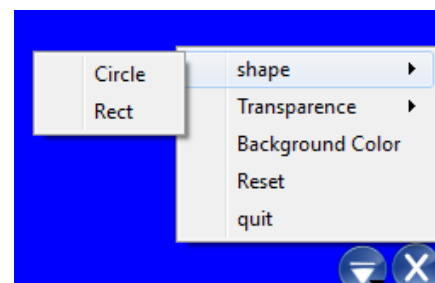 Circle
Rect
shape
Transparence
Background Color
Reset
quit